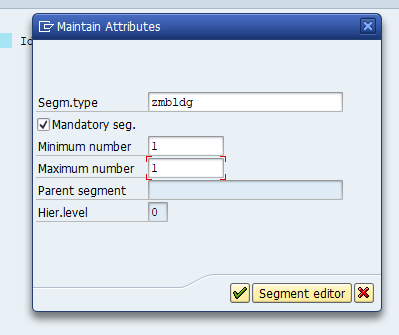 Maintain Attributes
Segm.type zmbldg
Mandatory seg.
Minimum number 1
Maximum number 1
Parent segment
Hier.level 0
Segment editor